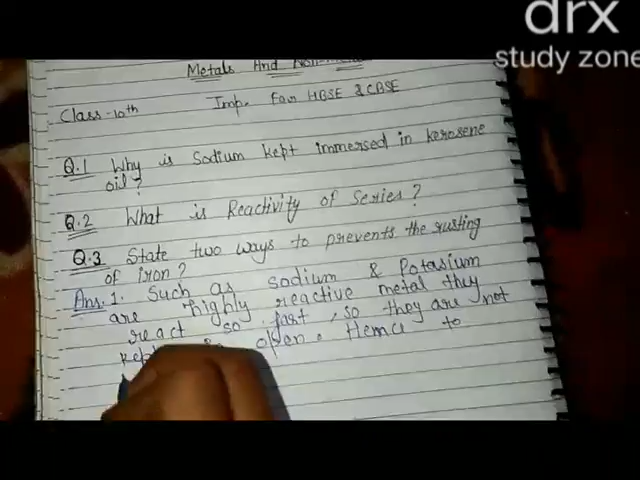 drx
study zone
Metals And
Class-10th Imp. For HBSE & CBSE
Q.1 Why is Sodium kept immersed in kerosene
oil?
Q.2 What is Reactivity of Series?
Q.3 State two ways to prevents the rusting
of iron?
Ans.1. Such as sodium & Potasium
are highly reactive metal they
react so fast, so they are not
open. Hence to